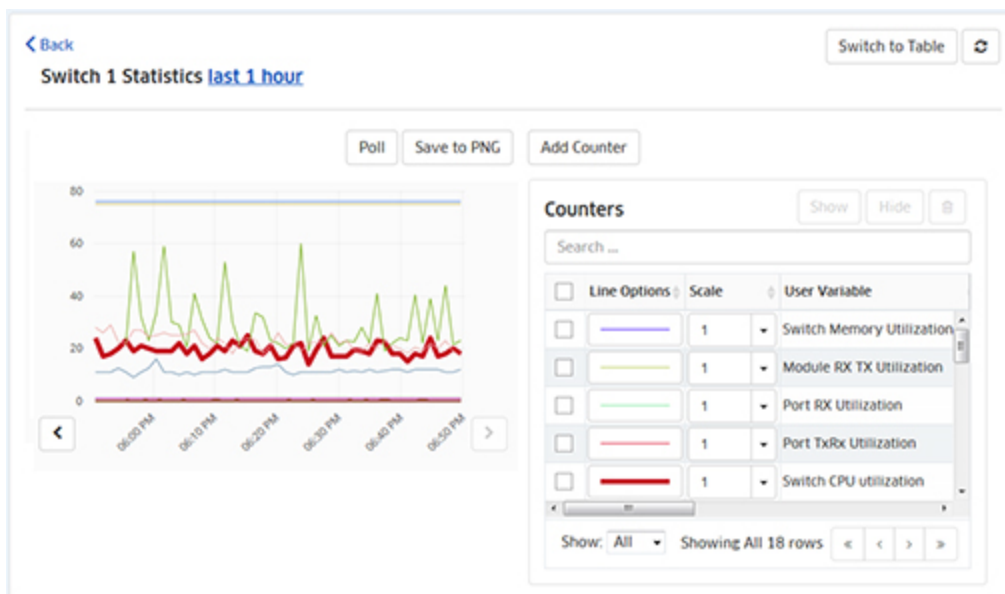 Back
Switch to Table
Switch 1 Statistics last 1 hour
Poll
Save to PNG
Add Counter
80
60
40
20
0
06:00 PM
06:10 PM
06:20 PM
06:30 PM
06:40 PM
06:50 PM
Counters
Show
Hide
Search ...
Line Options Scale User Variable
1 Switch Memory Utilization
1 Module RX TX Utilization
1 Port RX Utilization
1 Port TxRx Utilization
1 Switch CPU utilization
Show: All Showing All 18 rows « < > »